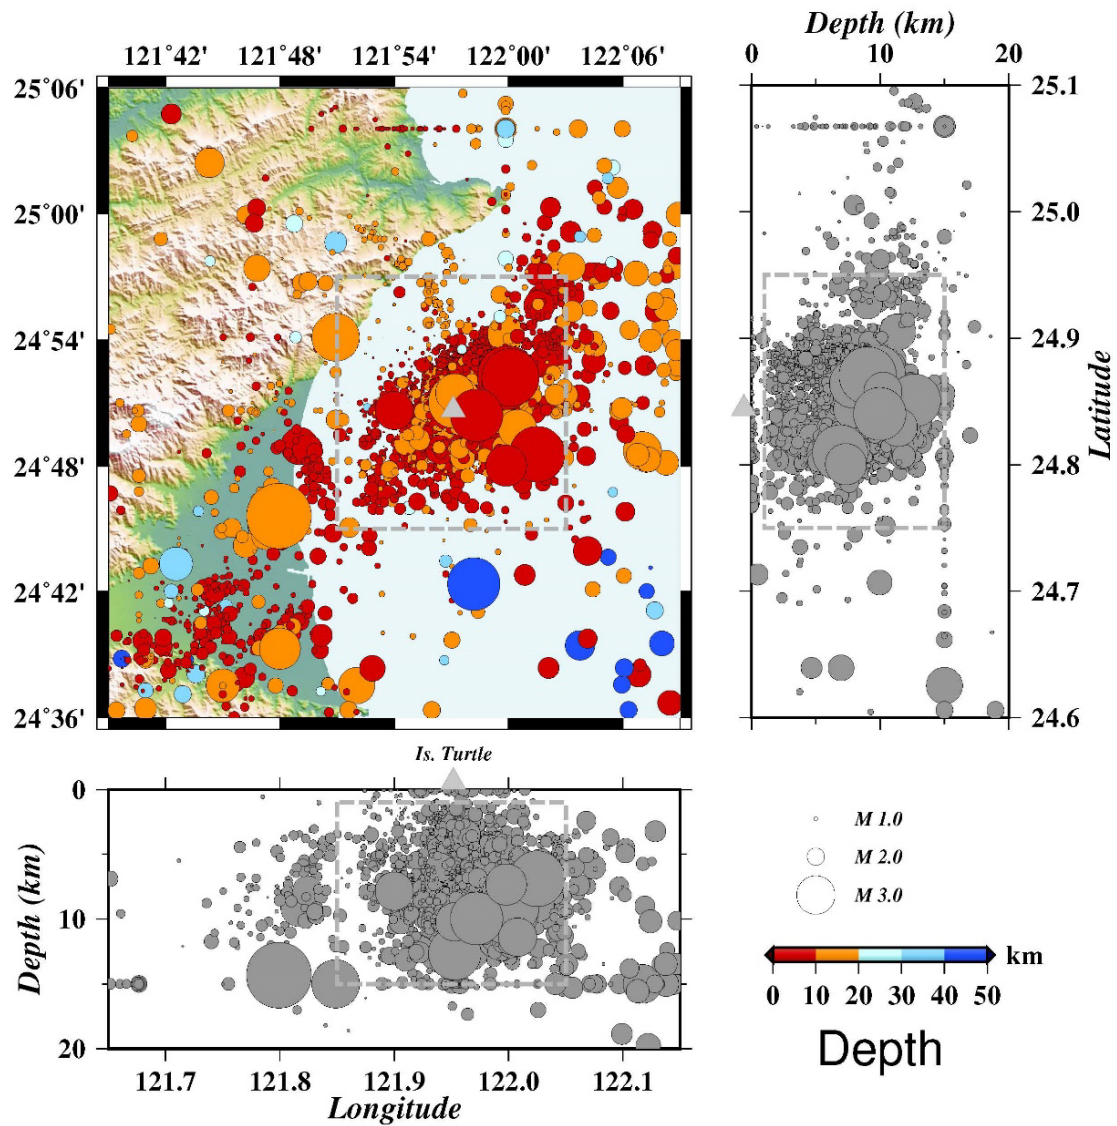 Depth (km)
0 10 20
121˚42' 121˚48' 121˚54' 122˚00' 122˚06'
25˚06'
25˚00'
24˚54'
24˚48'
24˚42'
24˚36'
25.1
25.0
24.9
24.8
24.7
24.6
Latitude
Is. Turtle
0
10
20
Depth (km)
121.7 121.8 121.9 122.0 122.1
Longitude
M 1.0
M 2.0
M 3.0
km
0 10 20 30 40 50
Depth